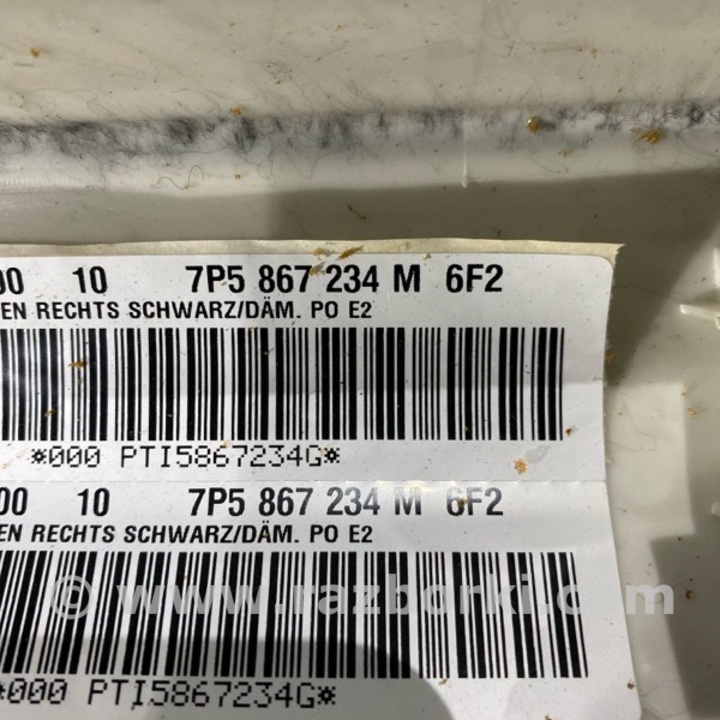 00 10 7P5 867 234 M 6F2
EN RECHTS SCHWARZ/DÄM. PO E2
*000 PTI5867234G*
00 10 7P5 867 234 M 6F2
EN RECHTS SCHWARZ/DÄM. PO E2
© www.razborki.com
*000 PTI5867234G*